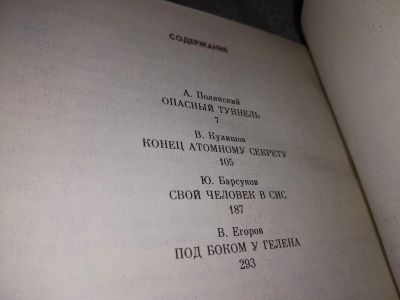 СОДЕРЖАНИЕ
А. Полянский
ОПАСНЫЙ ТУННЕЛЬ
7
В. Кулишов
КОНЕЦ АТОМНОМУ СЕКРЕТУ
105
Ю. Барсуков
СВОЙ ЧЕЛОВЕК В СИС
187
В. Егоров
ПОД БОКОМ У ГЕЛЕНА
293